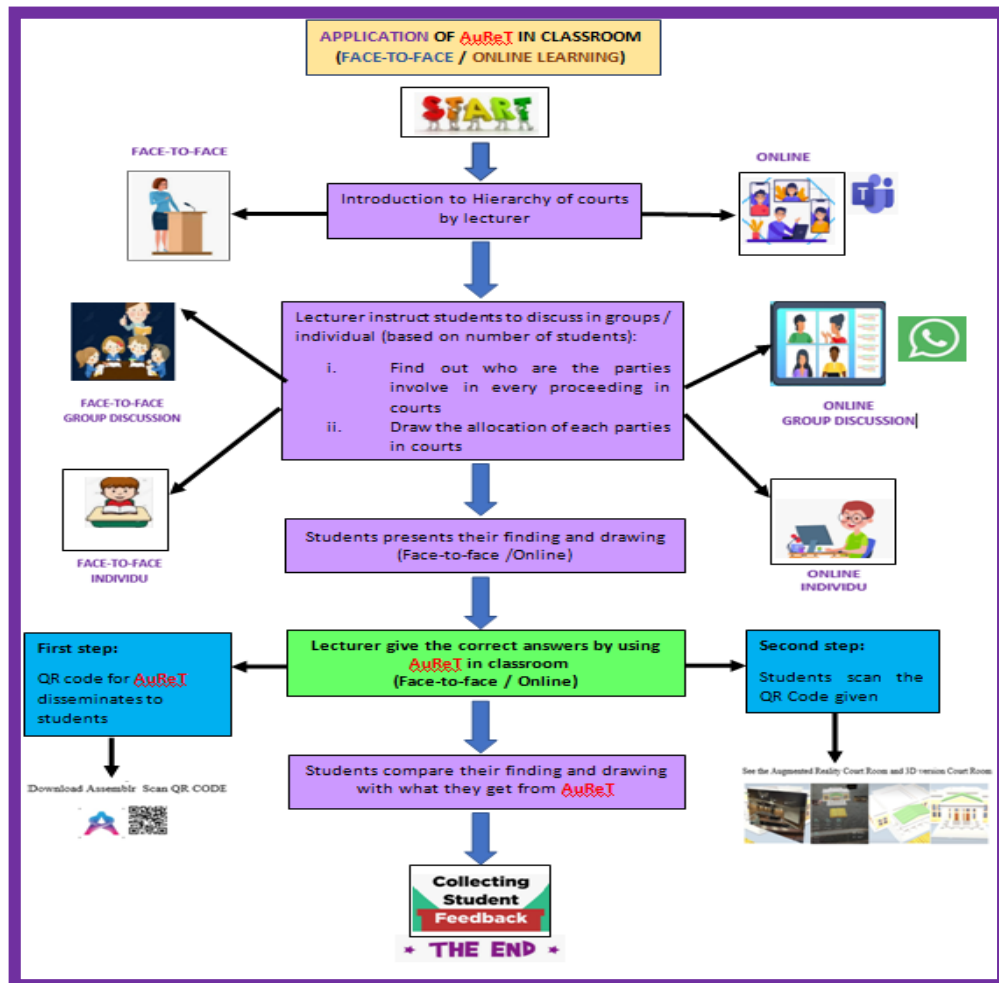 APPLICATION OF AuReT IN CLASSROOM
(FACE-TO-FACE / ONLINE LEARNING)
START
FACE-TO-FACE
ONLINE
T
Introduction to Hierarchy of courts
by lecturer
Lecturer instruct students to discuss in groups /
individual (based on number of students):
i. Find out who are the parties
involve in every proceeding in
courts
ii. Draw the allocation of each parties
in courts
FACE-TO-FACE
GROUP DISCUSSION
ONLINE
GROUP DISCUSSION
FACE-TO-FACE
INDIVIDU
ONLINE
INDIVIDU
Students presents their finding and drawing
(Face-to-face /Online)
First step:
QR code for AuReT
disseminates to
students
Lecturer give the correct answers by using
AuReT in classroom
(Face-to-face / Online)
Second step:
Students scan the
QR Code given
Download Assemblr Scan QR CODE
See the Augmented Reality Court Room and 3D version Court Room
Students compare their finding and drawing
with what they get from AuReT
Collecting
Student
Feedback
THE END